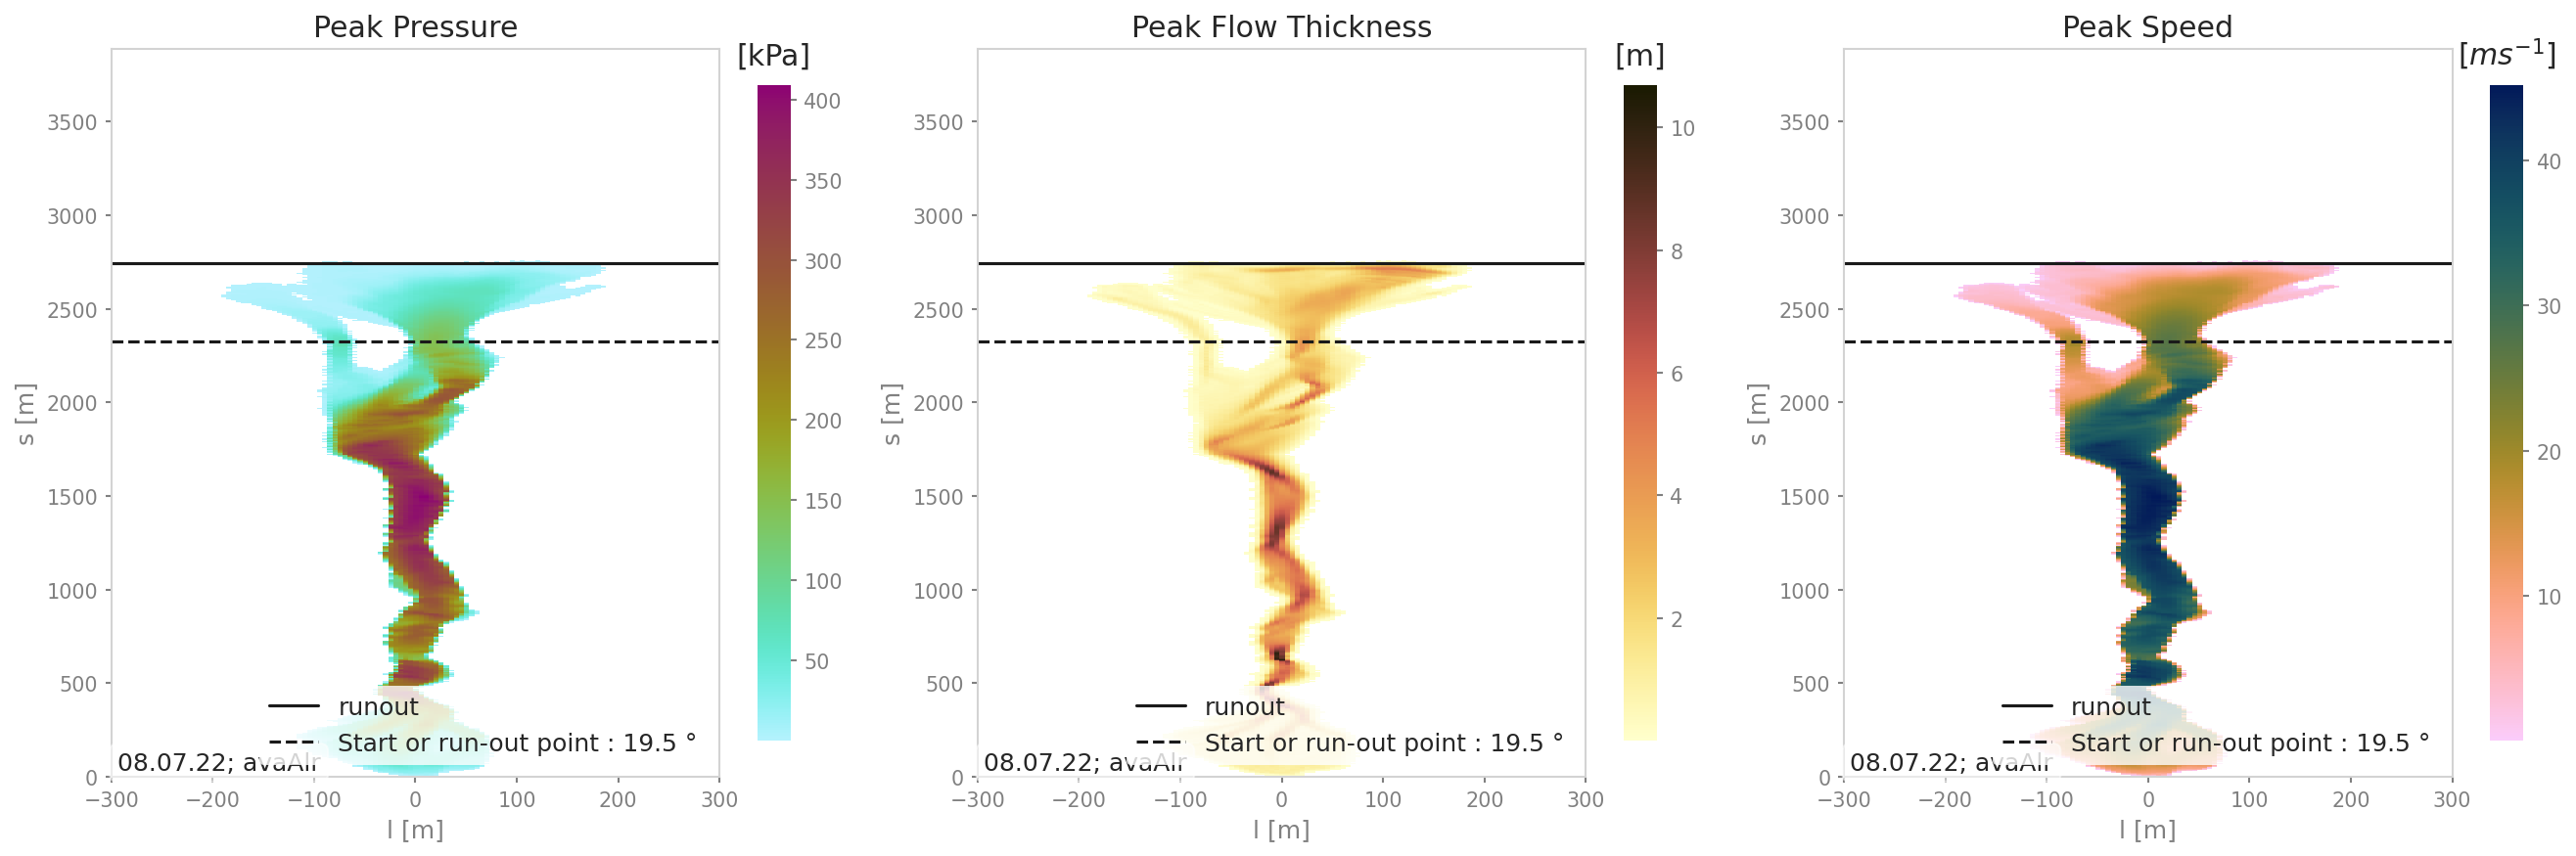 Peak Pressure
[kPa]
3500
3000
2500
2000
1500
1000
500
0
s [m]
−300 −200 −100 0 100 200 300
l [m]
400
350
300
250
200
150
100
50
runout
Start or run-out point : 19.5 °
08.07.22; avaAlr
Peak Flow Thickness
[m]
3500
3000
2500
2000
1500
1000
500
0
s [m]
−300 −200 −100 0 100 200 300
l [m]
10
8
6
4
2
runout
Start or run-out point : 19.5 °
08.07.22; avaAlr
Peak Speed
[ms⁻¹]
3500
3000
2500
2000
1500
1000
500
0
s [m]
−300 −200 −100 0 100 200 300
l [m]
40
30
20
10
runout
Start or run-out point : 19.5 °
08.07.22; avaAlr